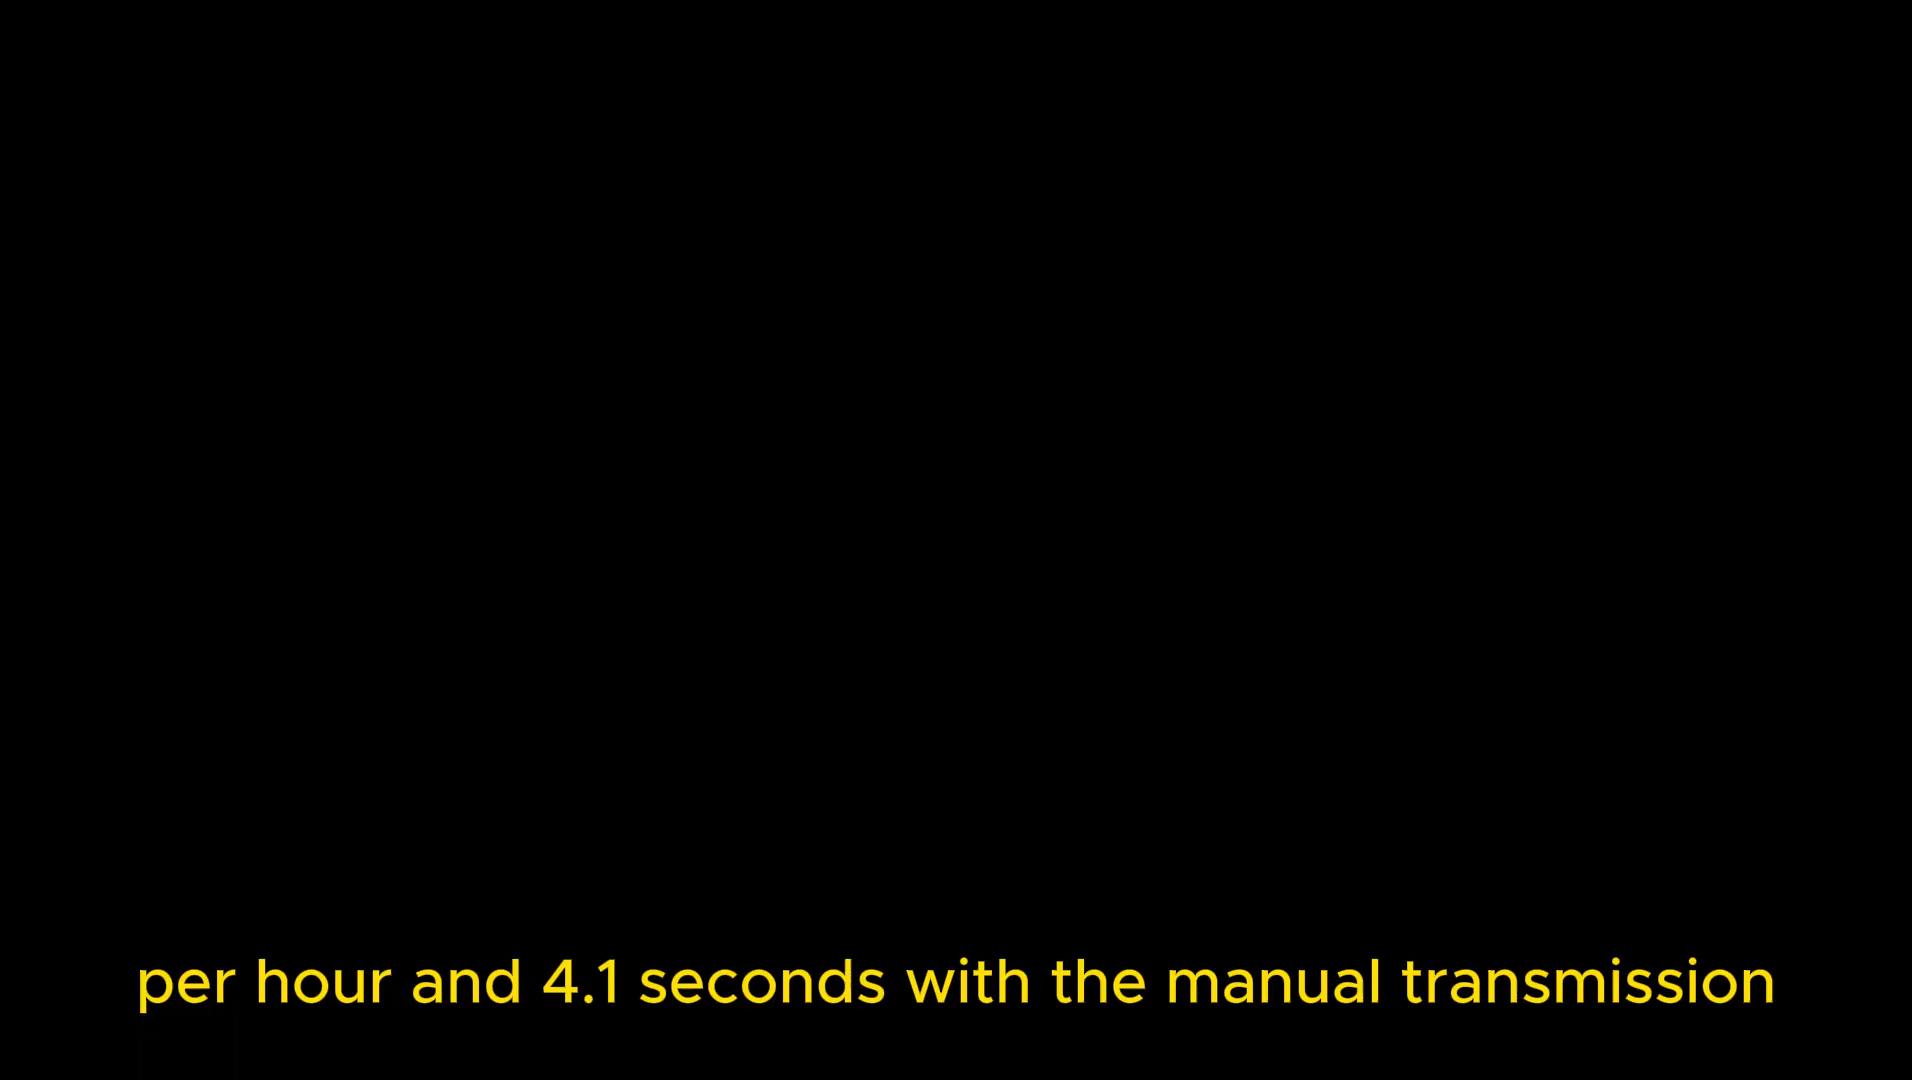 per hour and 4.1 seconds with the manual transmission